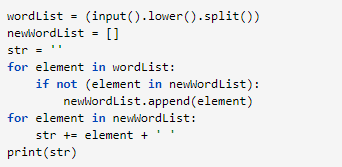 wordList = (input().lower().split())
newWordList = []
str = ''
for element in wordList:
    if not (element in newWordList):
        newWordList.append(element)
for element in newWordList:
    str += element + ' '
print(str)